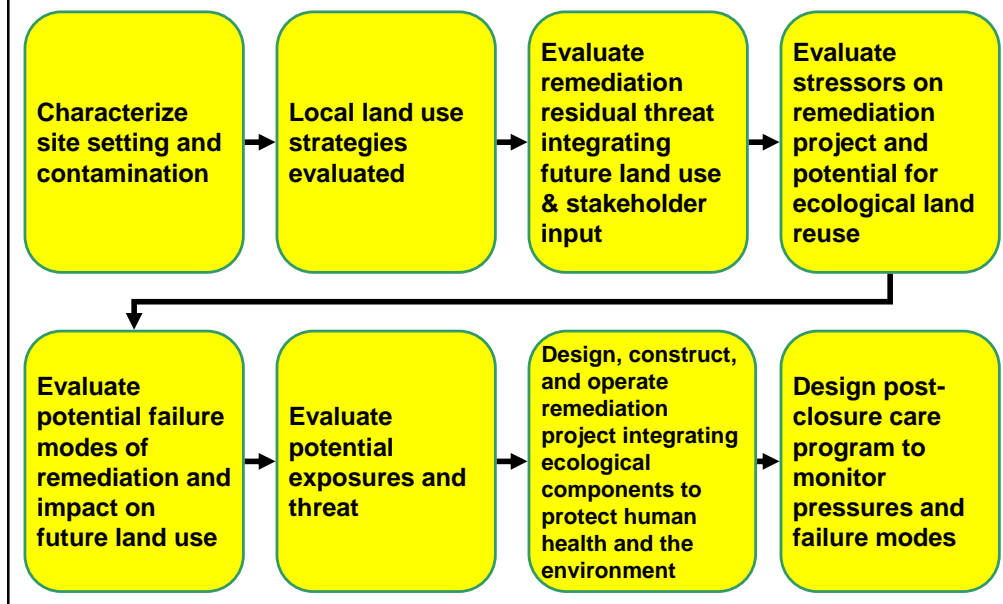 Characterize
site setting and
contamination
Local land use
strategies
evaluated
Evaluate
remediation
residual threat
integrating
future land use
& stakeholder
input
Evaluate
stressors on
remediation
project and
potential for
ecological land
reuse
Evaluate
potential failure
modes of
remediation and
impact on
future land use
Evaluate
potential
exposures and
threat
Design, construct,
and operate
remediation
project integrating
ecological
components to
protect human
health and the
environment
Design post-
closure care
program to
monitor
pressures and
failure modes